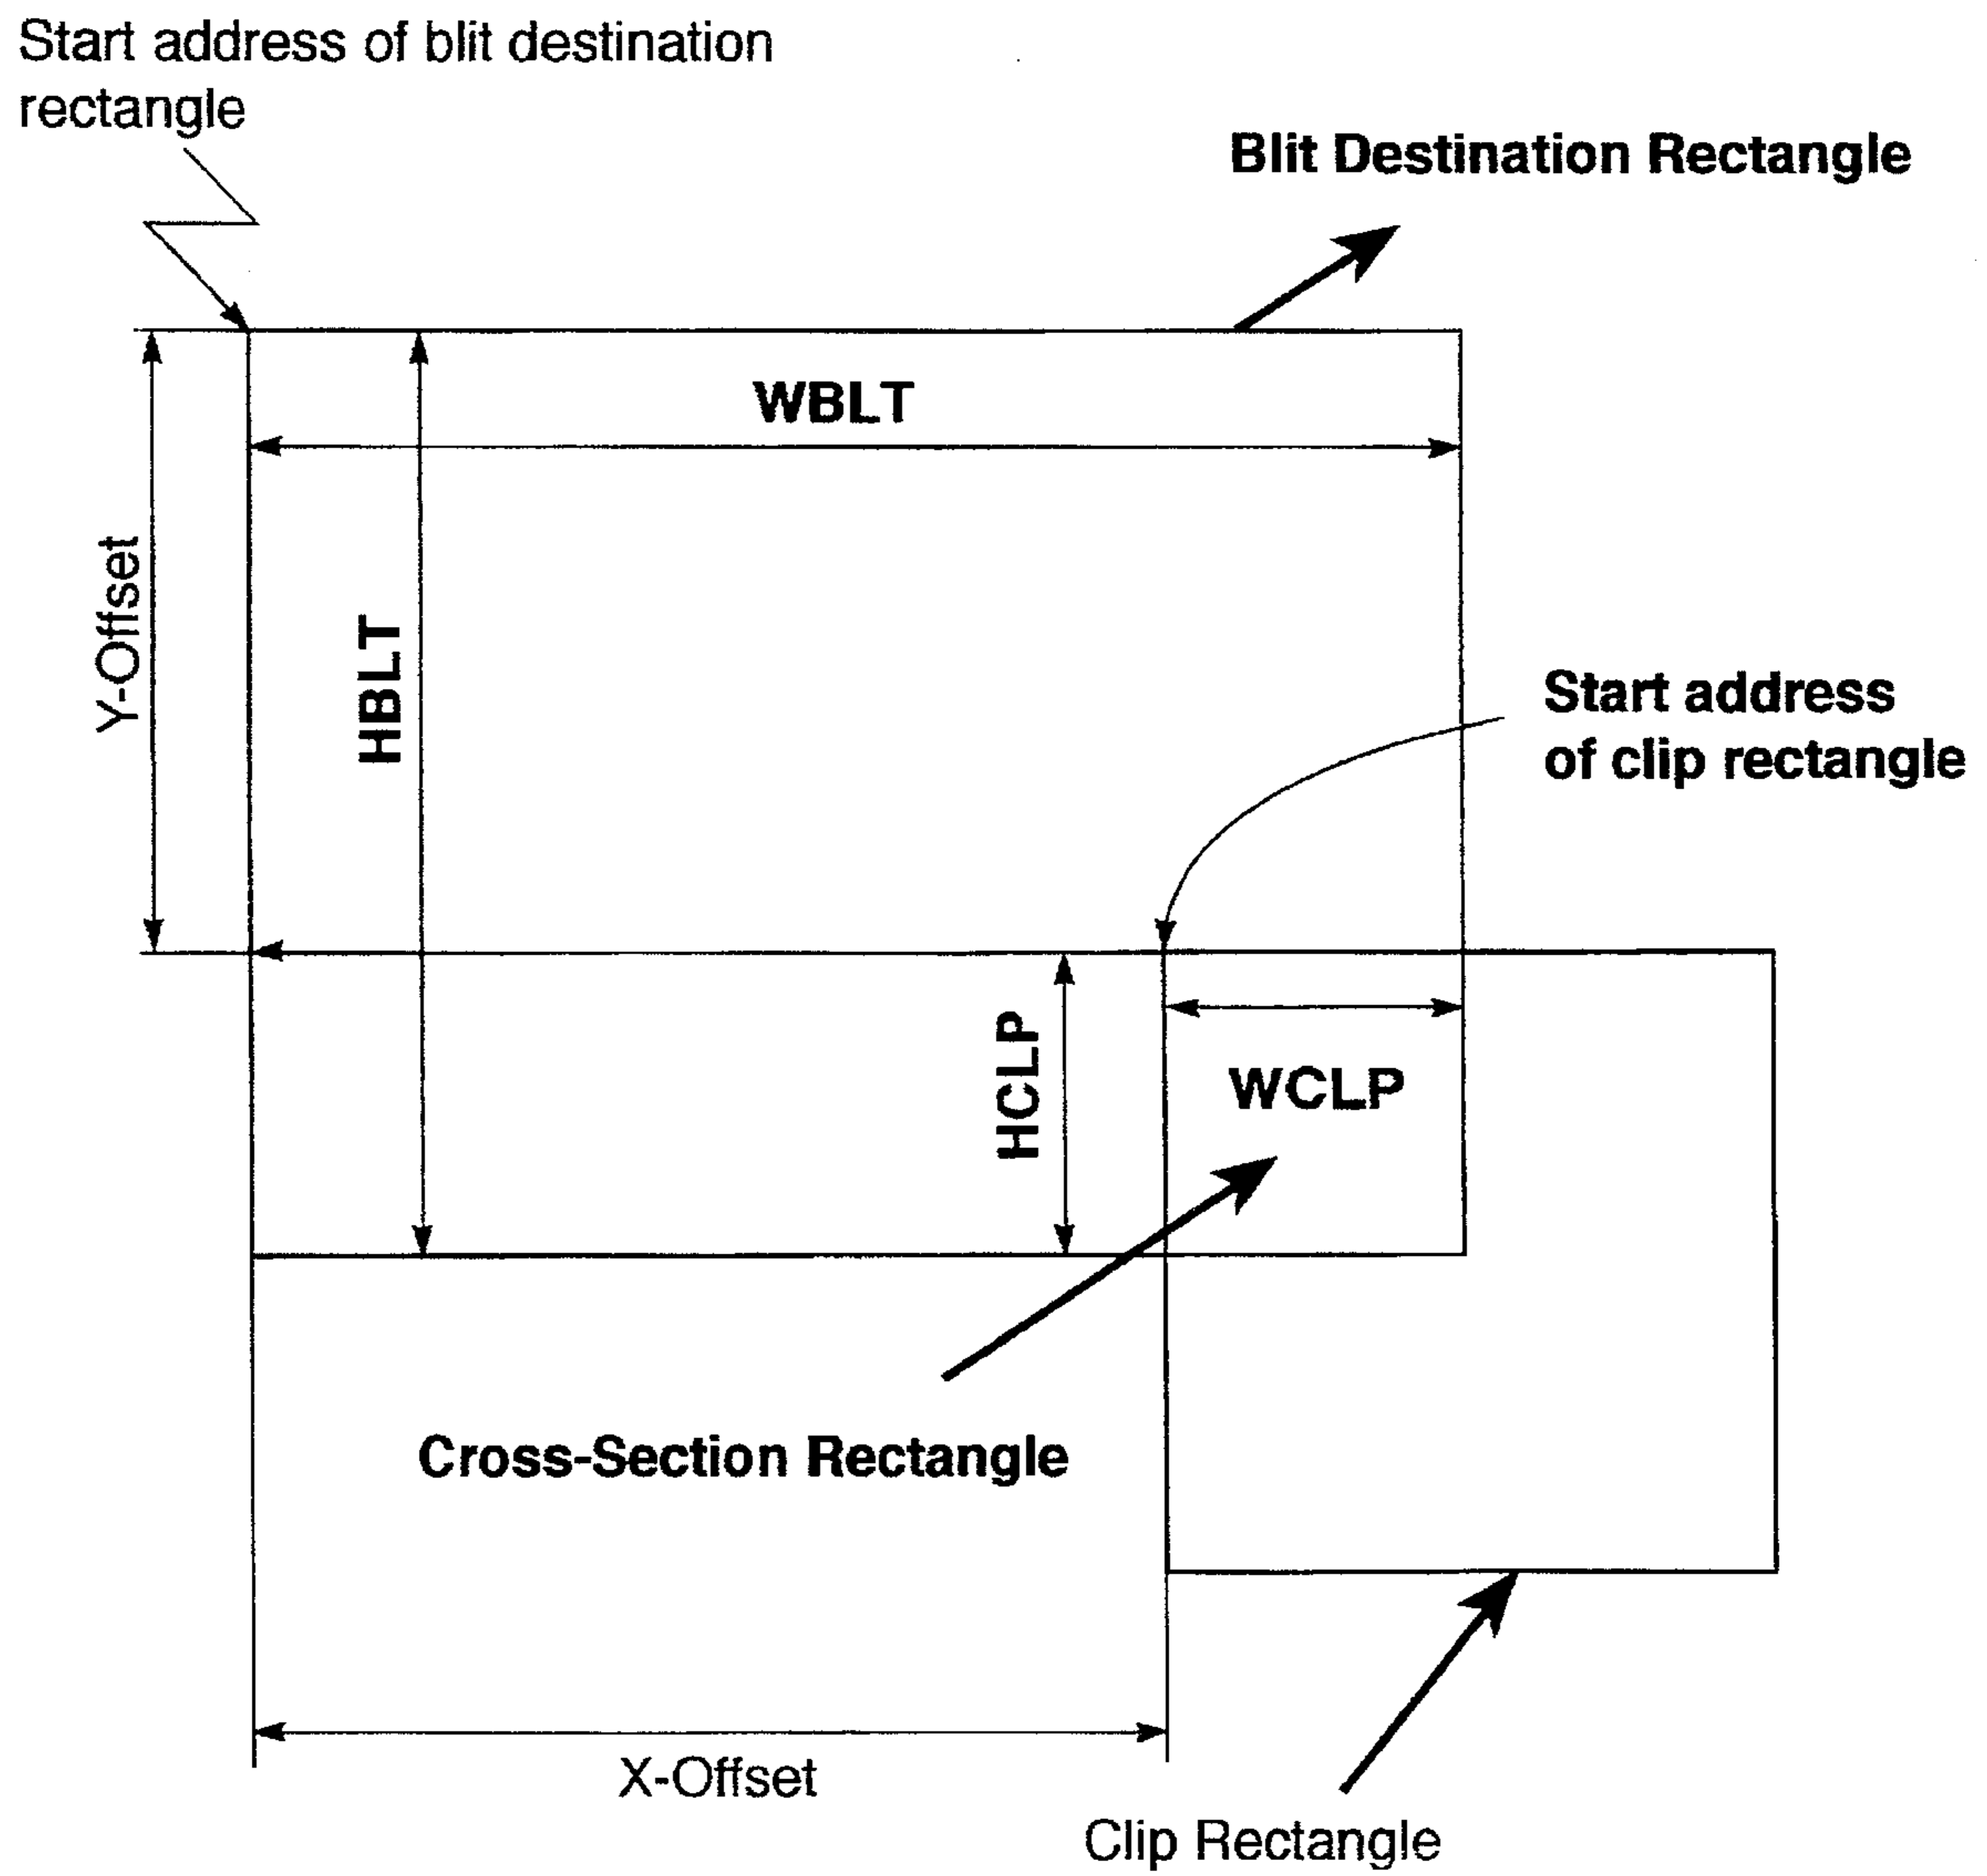 Start address of blit destination
rectangle
Blit Destination Rectangle
WBLT
Y-Offset
HBLT
Start address
of clip rectangle
HCLP
WCLP
Cross-Section Rectangle
X-Offset
Clip Rectangle